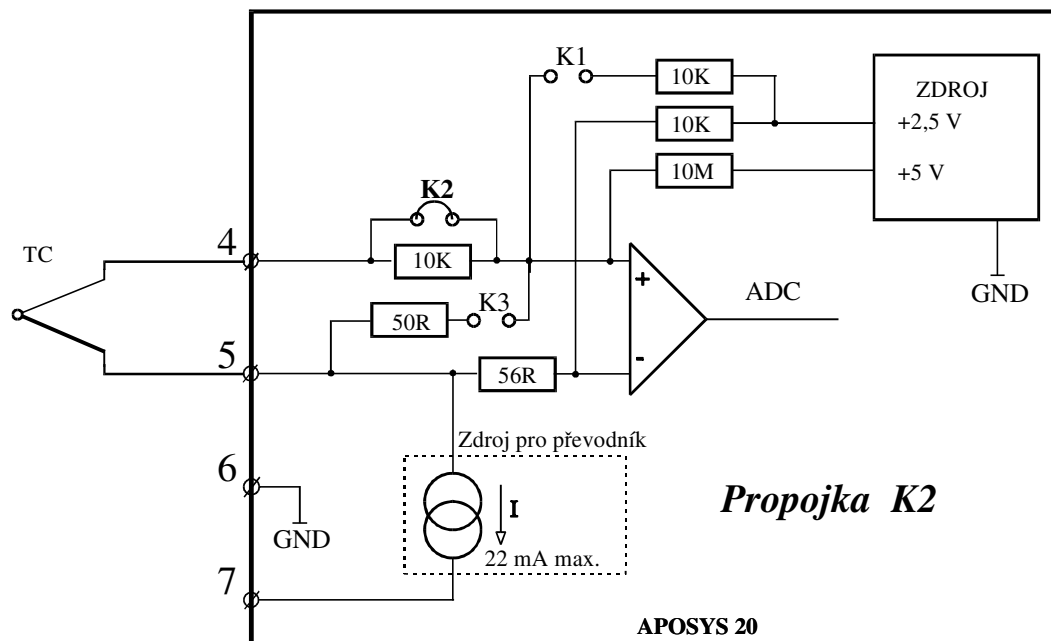 K1
10K
ZDROJ
10K
+2,5 V
10M
+5 V
K2
TC
4
10K
+
ADC
GND
K3
50R
5
56R
-
Zdroj pro převodník
6
I
Propojka K2
GND
22 mA max.
7
APOSYS 20